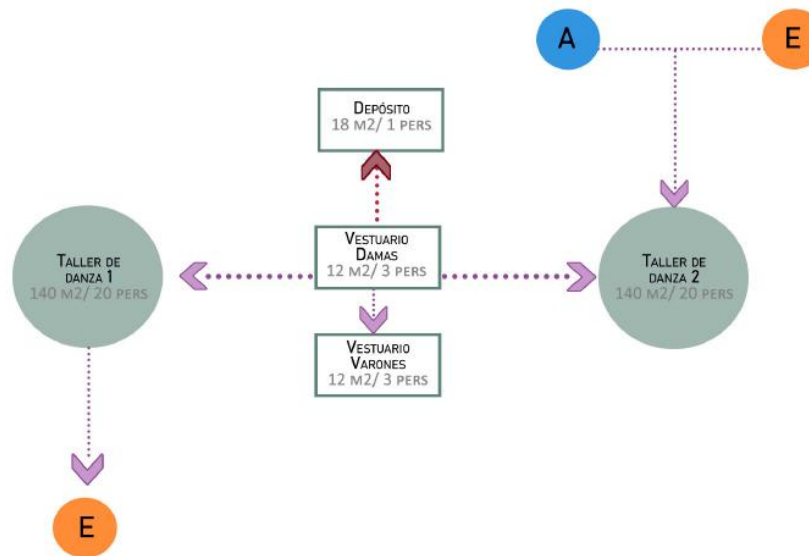 A
E
Depósito
18 m2/ 1 pers
Vestuario
Damas
12 m2/ 3 pers
Taller de
danza 1
140 m2/ 20 pers
Taller de
danza 2
140 m2/ 20 pers
Vestuario
Varones
12 m2/ 3 pers
E